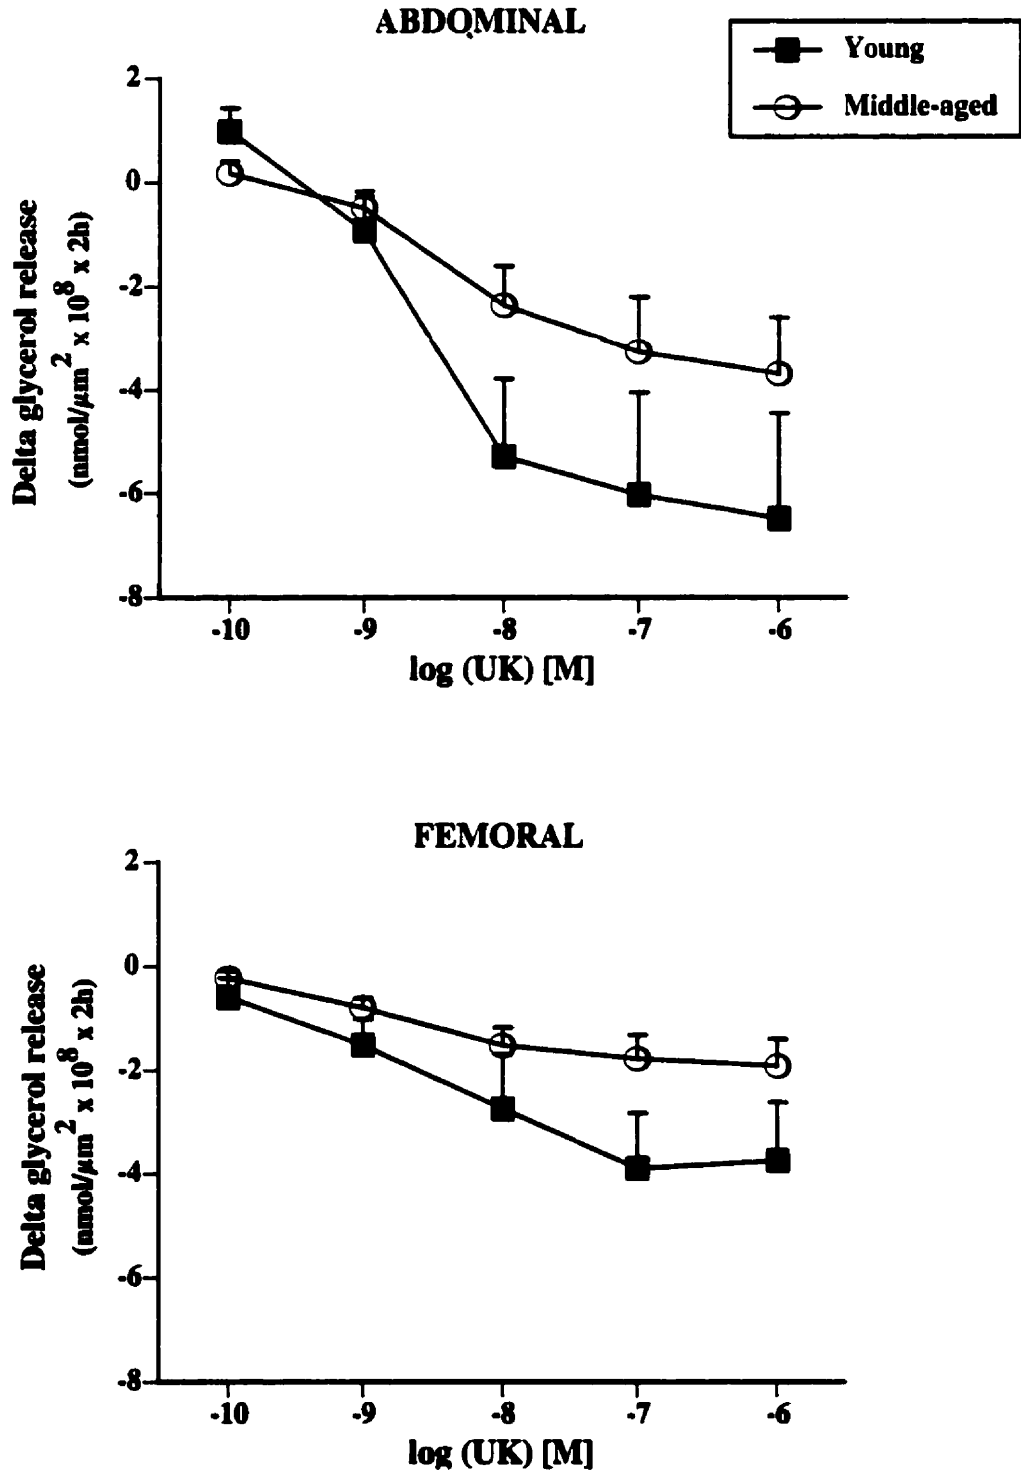 ABDOMINAL
Young
Middle-aged
2
0
-2
-4
-6
-8
Delta glycerol release
(nmol/μm² x 10⁸ x 2h)
-10 -9 -8 -7 -6
log (UK) [M]
FEMORAL
2
0
-2
-4
-6
-8
Delta glycerol release
(nmol/μm² x 10⁸ x 2h)
-10 -9 -8 -7 -6
log (UK) [M]